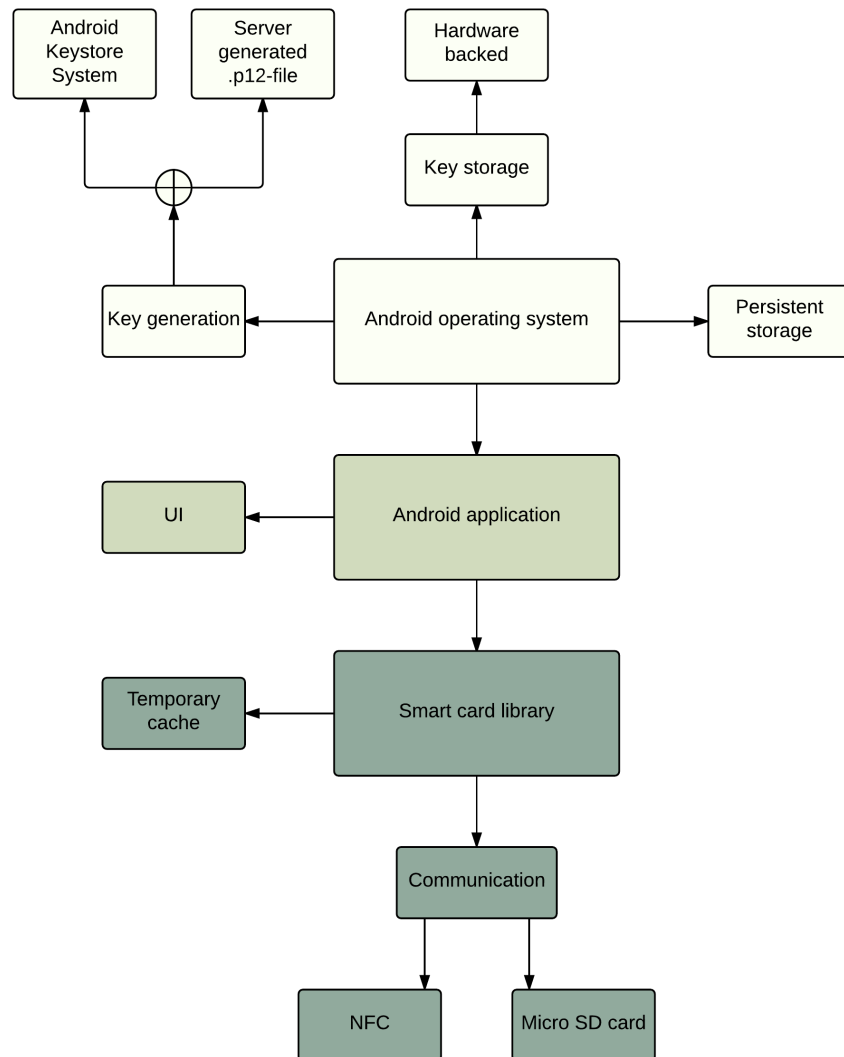 Android
Keystore
System
Server
generated
.p12-file
Hardware
backed
Key storage
Key generation
Android operating system
Persistent
storage
UI
Android application
Temporary
cache
Smart card library
Communication
NFC
Micro SD card